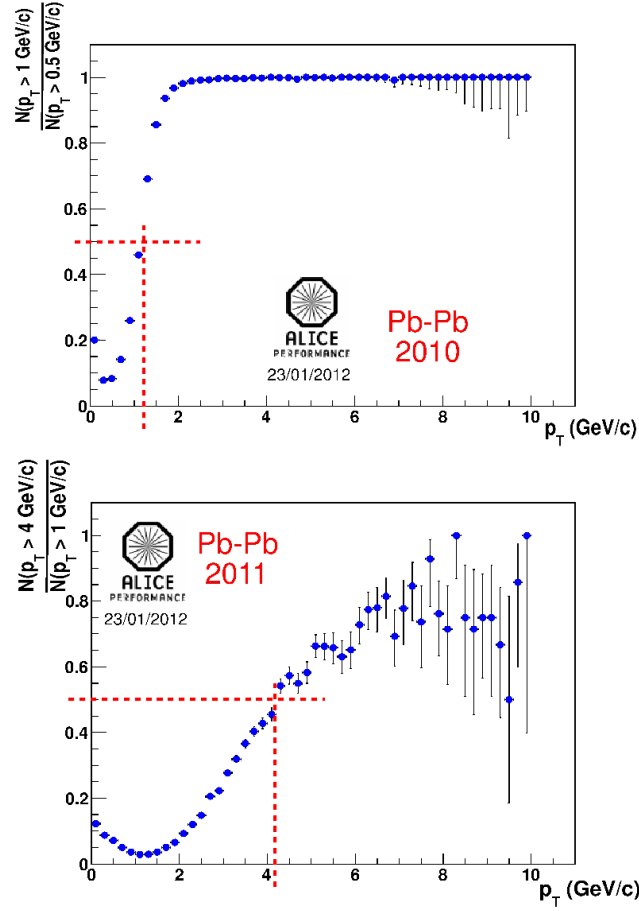 N(p_T > 1 GeV/c)
N(p_T > 0.5 GeV/c)
1
0.8
0.6
0.4
0.2
0
ALICE
PERFORMANCE
23/01/2012
Pb-Pb
2010
0 2 4 6 8 10
p_T (GeV/c)
N(p_T > 4 GeV/c)
N(p_T > 1 GeV/c)
ALICE
PERFORMANCE
23/01/2012
Pb-Pb
2011
1
0.8
0.6
0.4
0.2
0
0 2 4 6 8 10
p_T (GeV/c)